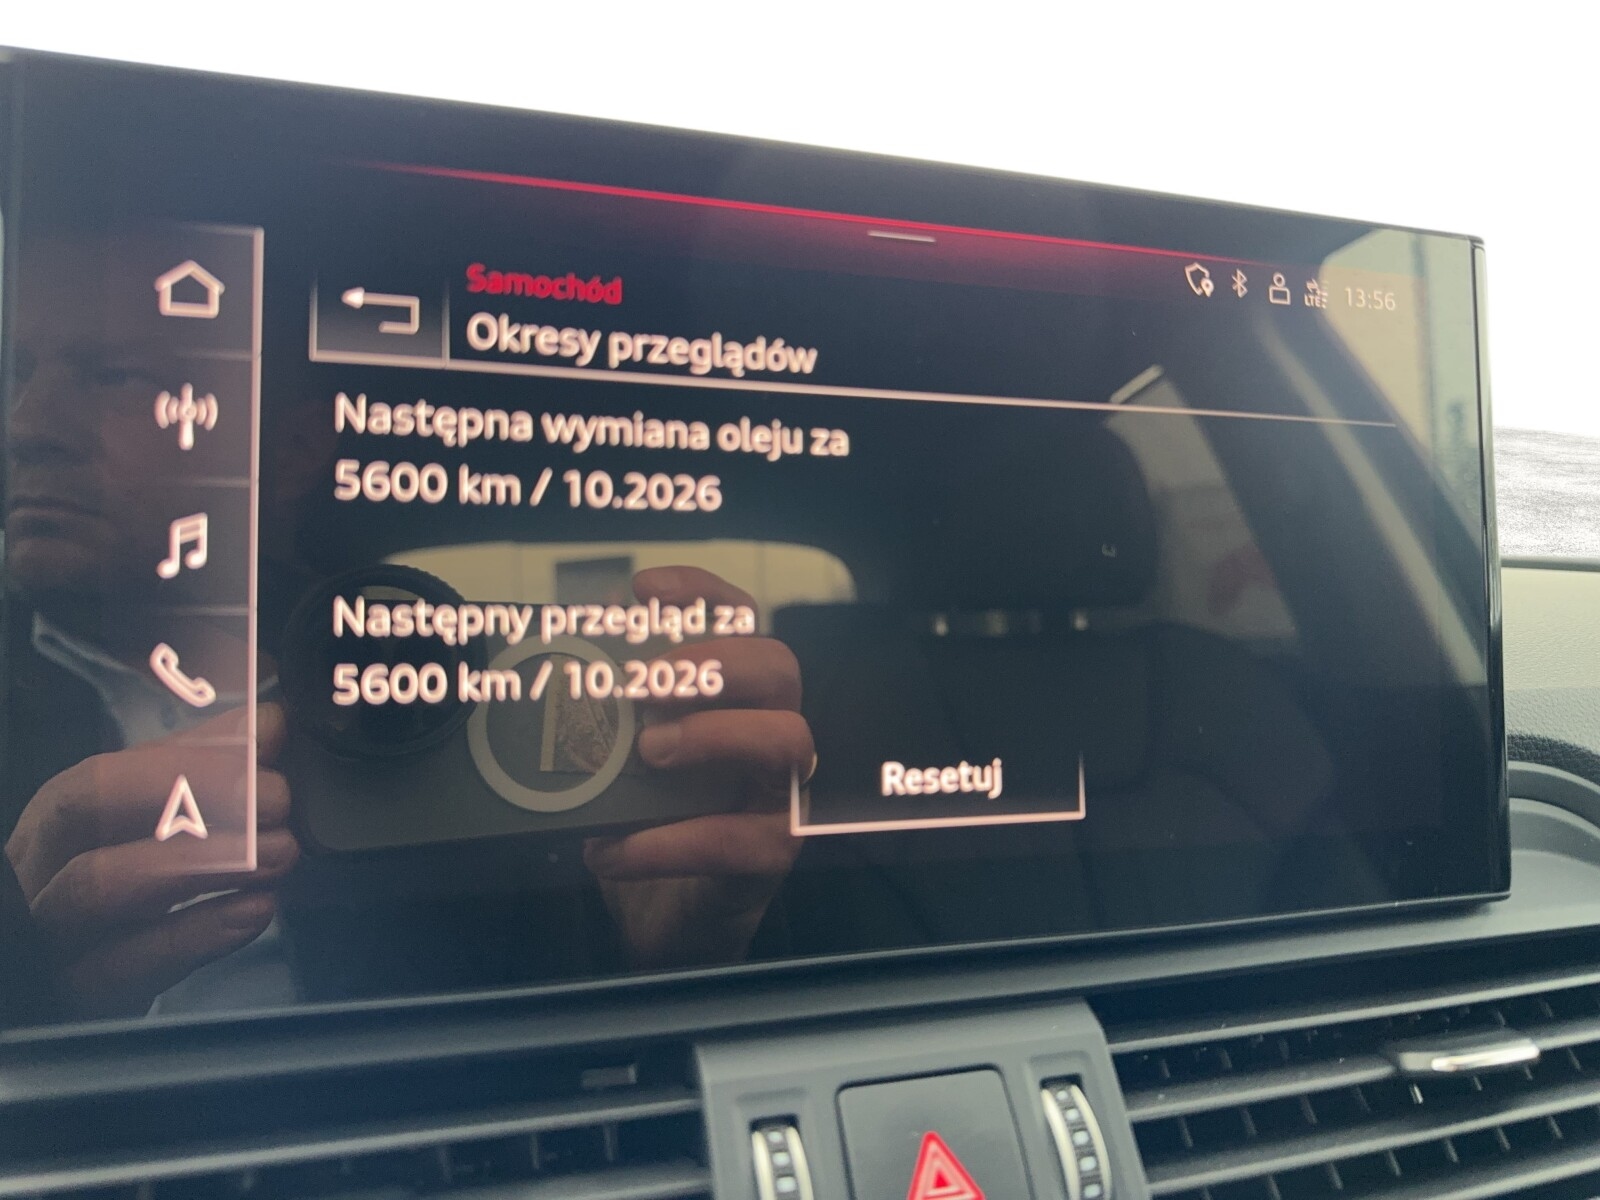 Samochód
Okresy przeglądów
LTE 13:56
Następna wymiana oleju za
5600 km / 10.2026
Następny przegląd za
5600 km / 10.2026
Resetuj